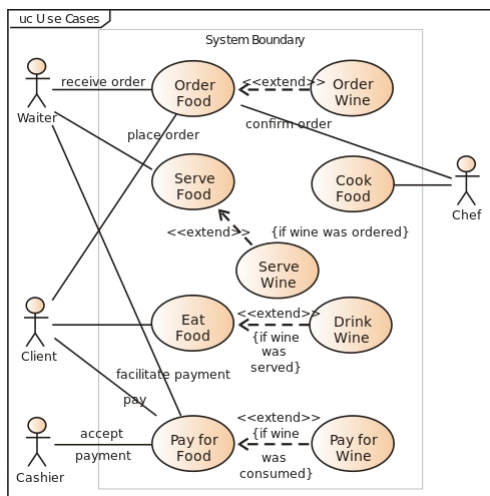 uc Use Cases
System Boundary
Waiter
receive order
Order
Food
<<extend>>
Order
Wine
place order
confirm order
Serve
Food
Cook
Food
Chef
<<extend>>
{if wine was ordered}
Serve
Wine
Client
Eat
Food
<<extend>>
{if wine
was
served}
Drink
Wine
facilitate payment
pay
Cashier
accept
payment
Pay for
Food
<<extend>>
{if wine
was
consumed}
Pay for
Wine